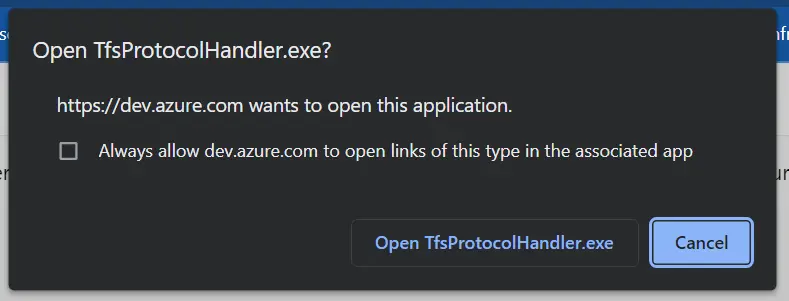 Open TfsProtocolHandler.exe?
https://dev.azure.com wants to open this application.
Always allow dev.azure.com to open links of this type in the associated app
Open TfsProtocolHandler.exe
Cancel